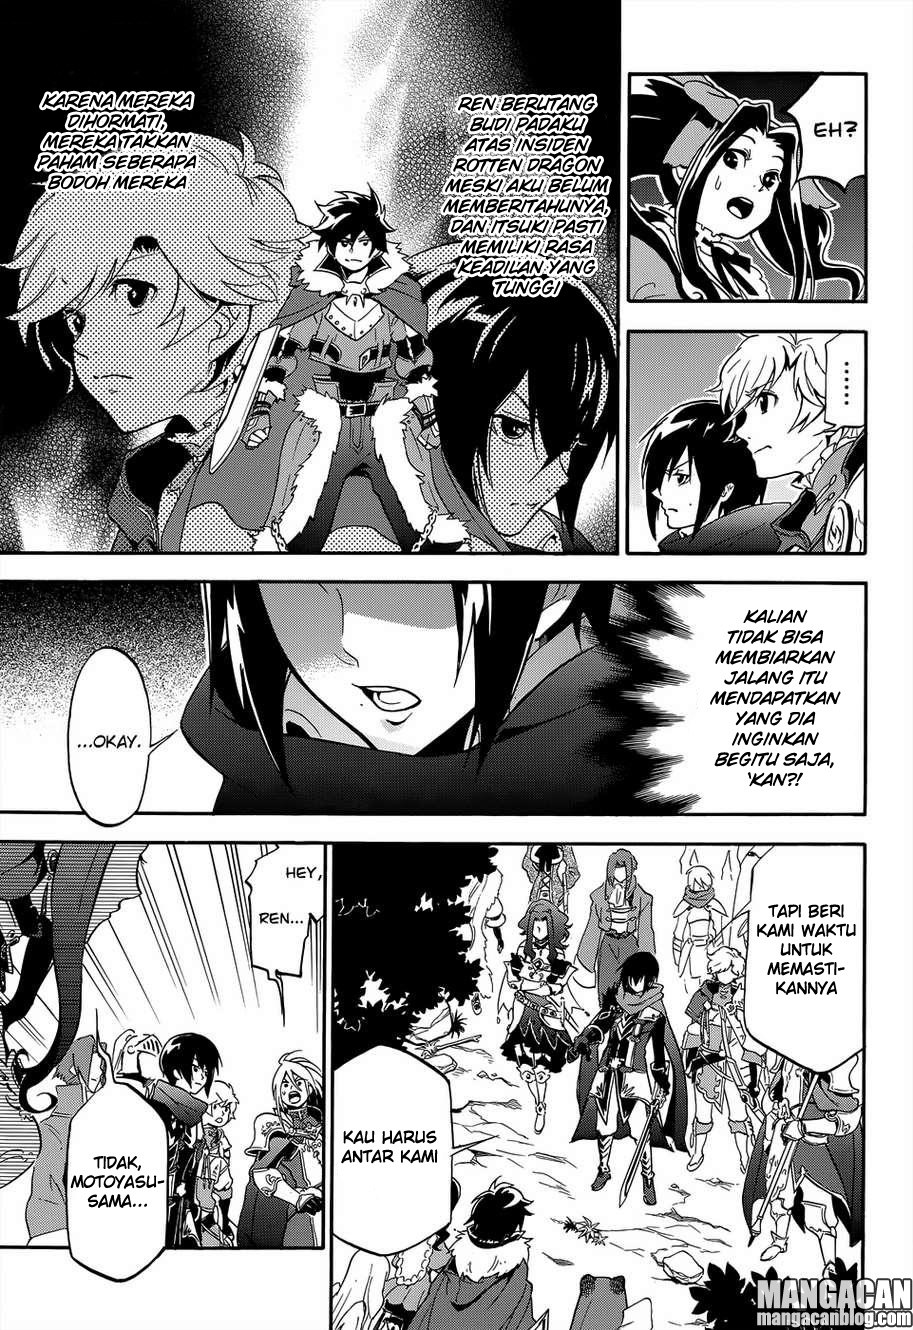 EH?
......
REN BERUTANG
BUDI PADAKU
ATAS INSIDEN
ROTTEN DRAGON
MESKI AKU BELUM
MEMBERITAHUNYA,
DAN ITSUKI PASTI
MEMILIKI RASA
KEADILAN YANG
TUNGGI
KARENA MEREKA
DIHORMATI,
MEREKA TAKKAN
PAHAM SEBERAPA
BODOH MEREKA
KALIAN
TIDAK BISA
MEMBIARKAN
JALANG ITU
MENDAPATKAN
YANG DIA
INGINKAN
BEGITU SAJA,
'KAN?!
...OKAY.
TAPI BERI
KAMI WAKTU
UNTUK
MEMASTI-
KANNYA
KAU HARUS
ANTAR KAMI
HEY,
REN...
TIDAK,
MOTOYASU-
SAMA...
MANGACAN
mangacanblog.com